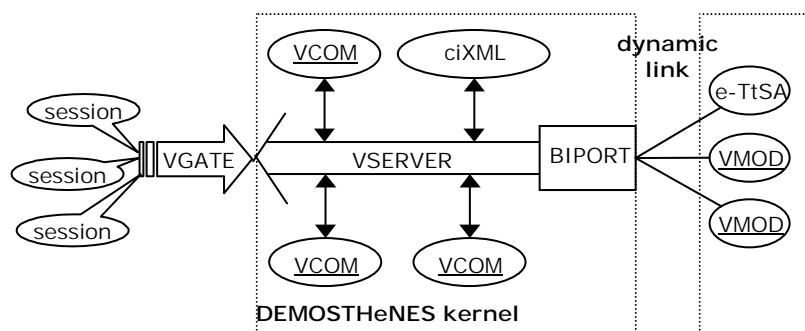 VCOM
ciXML
dynamic
link
e-TtSA
session
session
session
VGATE
VSERVER
BIPORT
VMOD
VMOD
VCOM
VCOM
DEMOSTHeNES kernel